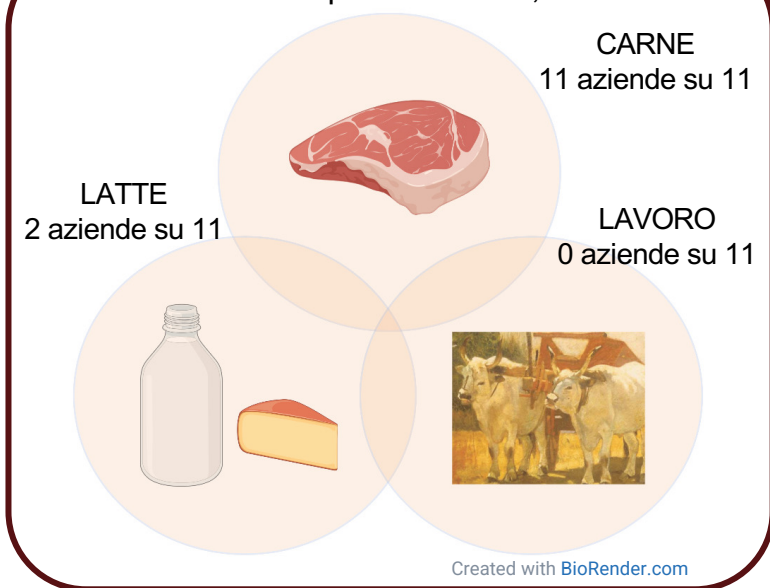 CARNE
11 aziende su 11
LATTE
2 aziende su 11
LAVORO
0 aziende su 11
Created with BioRender.com